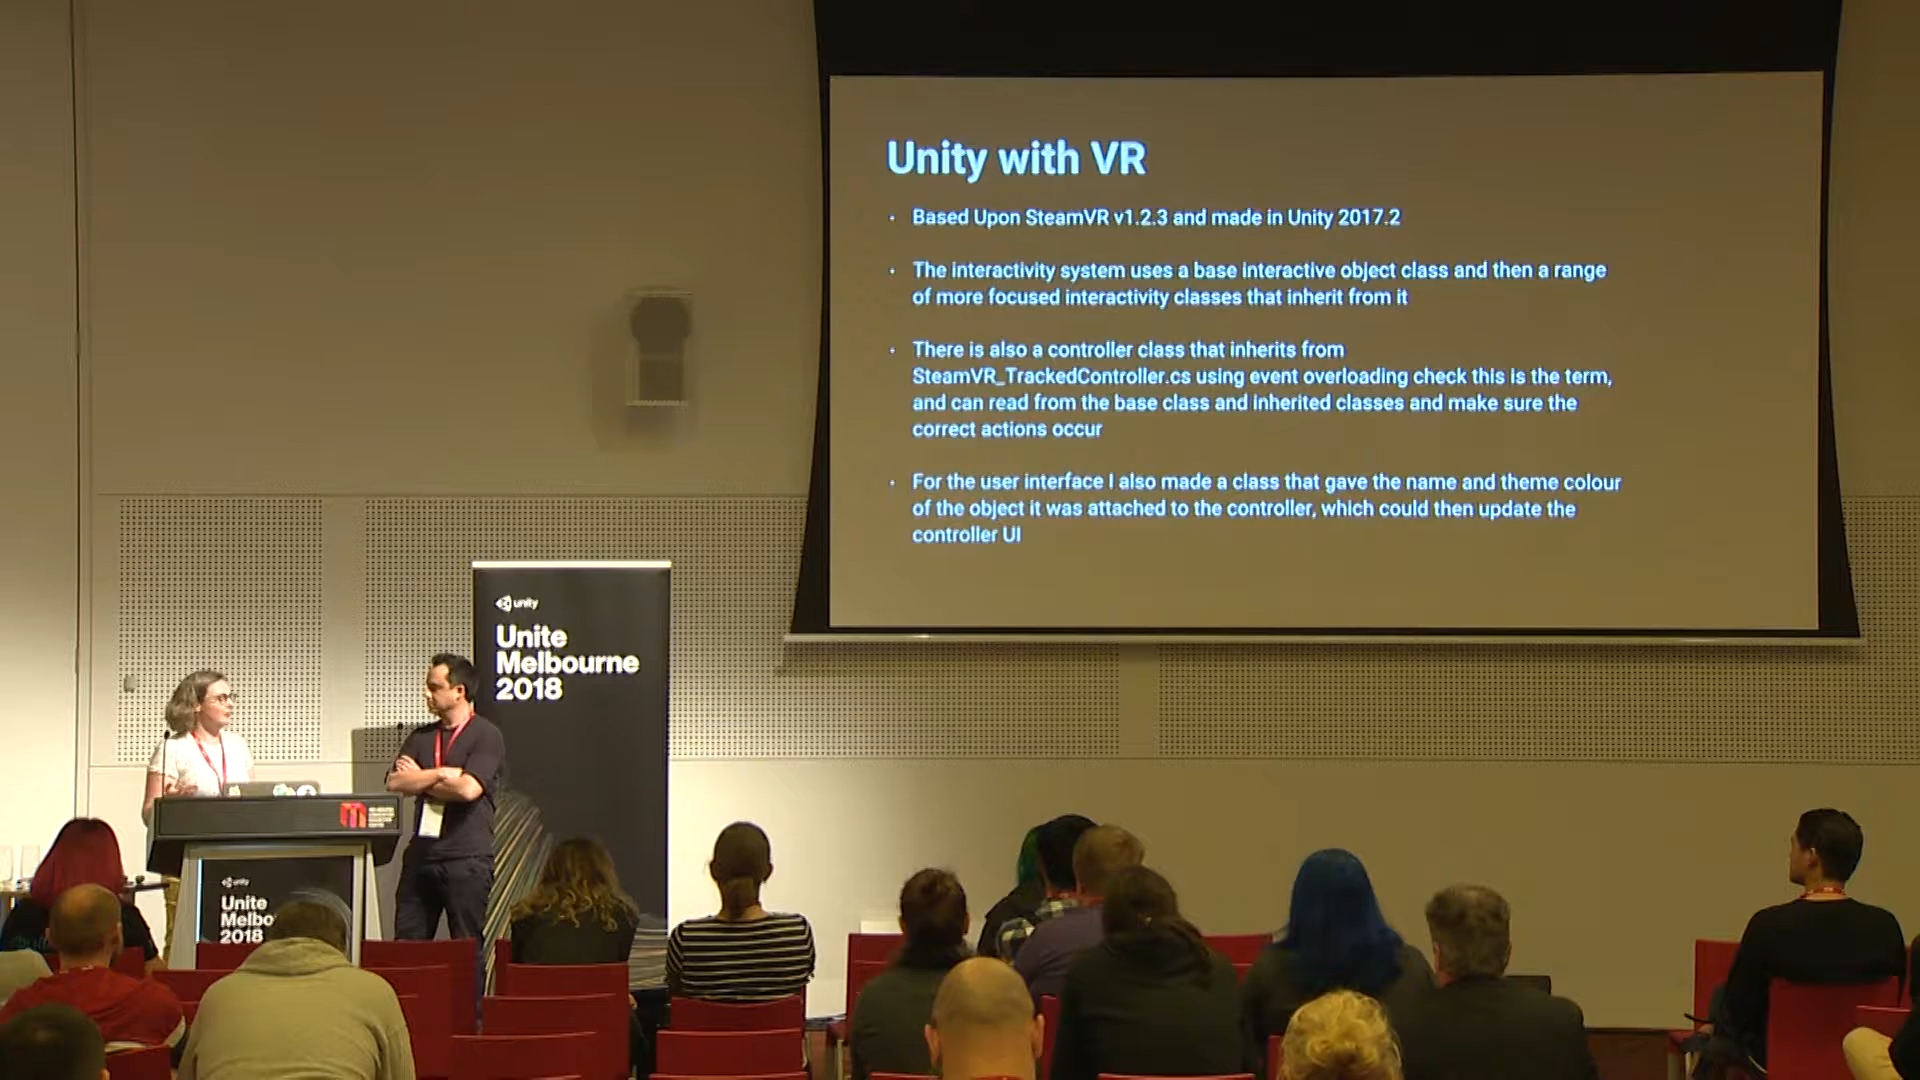 Unity with VR
· Based Upon SteamVR v1.2.3 and made in Unity 2017.2
· The interactivity system uses a base interactive object class and then a range
of more focused interactivity classes that inherit from it
· There is also a controller class that inherits from
SteamVR_TrackedController.cs using event overloading check this is the term,
and can read from the base class and inherited classes and make sure the
correct actions occur
· For the user interface I also made a class that gave the name and theme colour
of the object it was attached to the controller, which could then update the
controller UI
unity
Unite
Melbourne
2018
unity
Unite
Melbo
2018